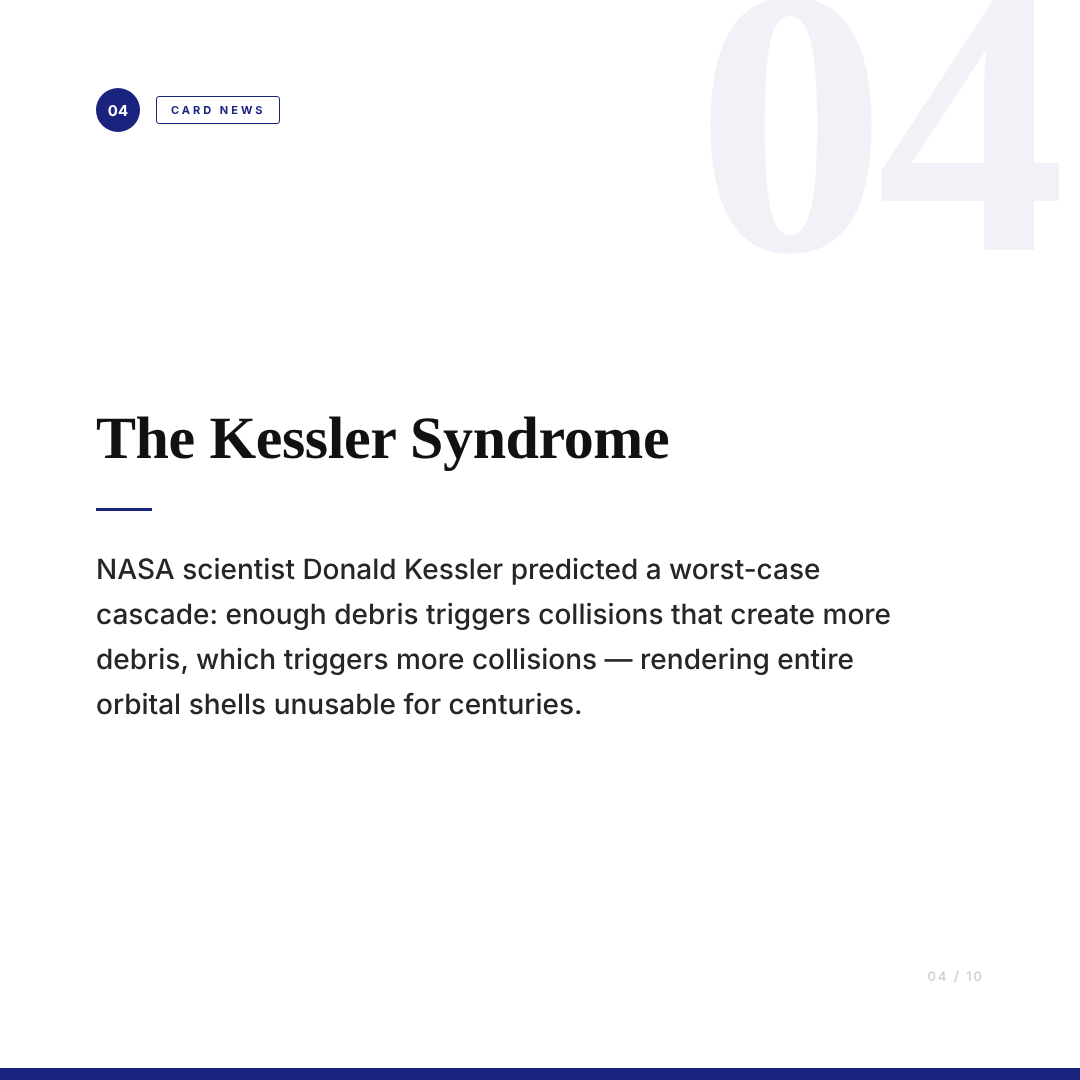 04
04
CARD NEWS
The Kessler Syndrome
NASA scientist Donald Kessler predicted a worst-case
cascade: enough debris triggers collisions that create more
debris, which triggers more collisions — rendering entire
orbital shells unusable for centuries.
04 / 10